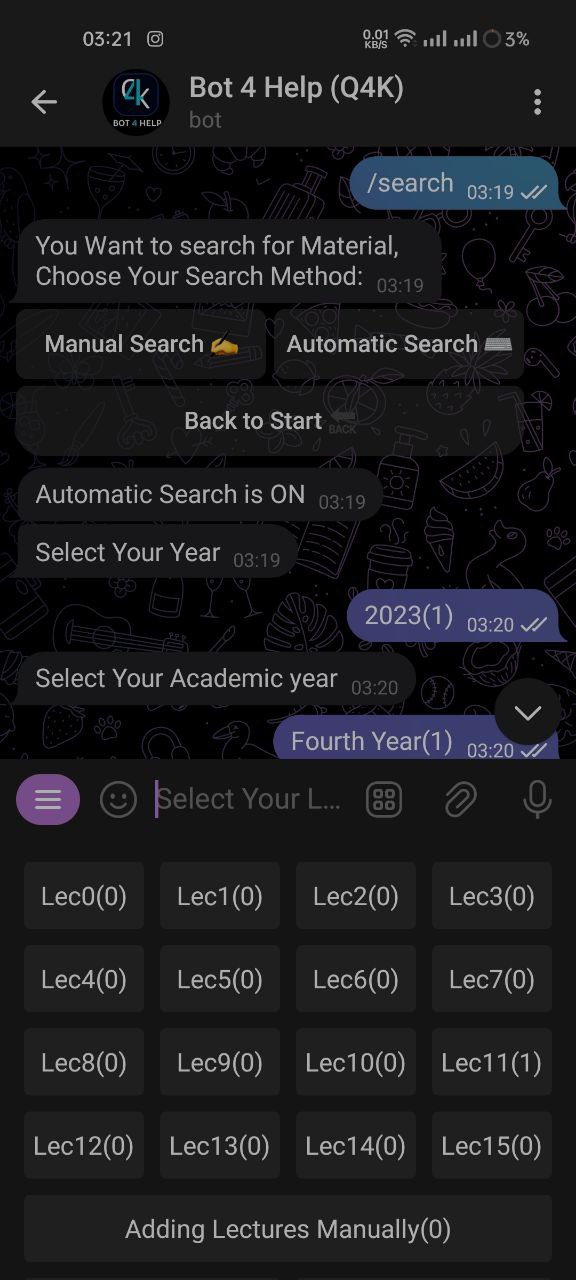 03:21
0.01 KB/S
3%
4k
BOT 4 HELP
Bot 4 Help (Q4K)
bot
/search 03:19
You Want to search for Material,
Choose Your Search Method: 03:19
Manual Search ✍️ Automatic Search ⌨️
Back to Start 🔙
BACK
Automatic Search is ON 03:19
Select Your Year 03:19
2023(1) 03:20
Select Your Academic year 03:20
Fourth Year(1) 03:20
Select Your L...
Lec0(0) Lec1(0) Lec2(0) Lec3(0)
Lec4(0) Lec5(0) Lec6(0) Lec7(0)
Lec8(0) Lec9(0) Lec10(0) Lec11(1)
Lec12(0) Lec13(0) Lec14(0) Lec15(0)
Adding Lectures Manually(0)